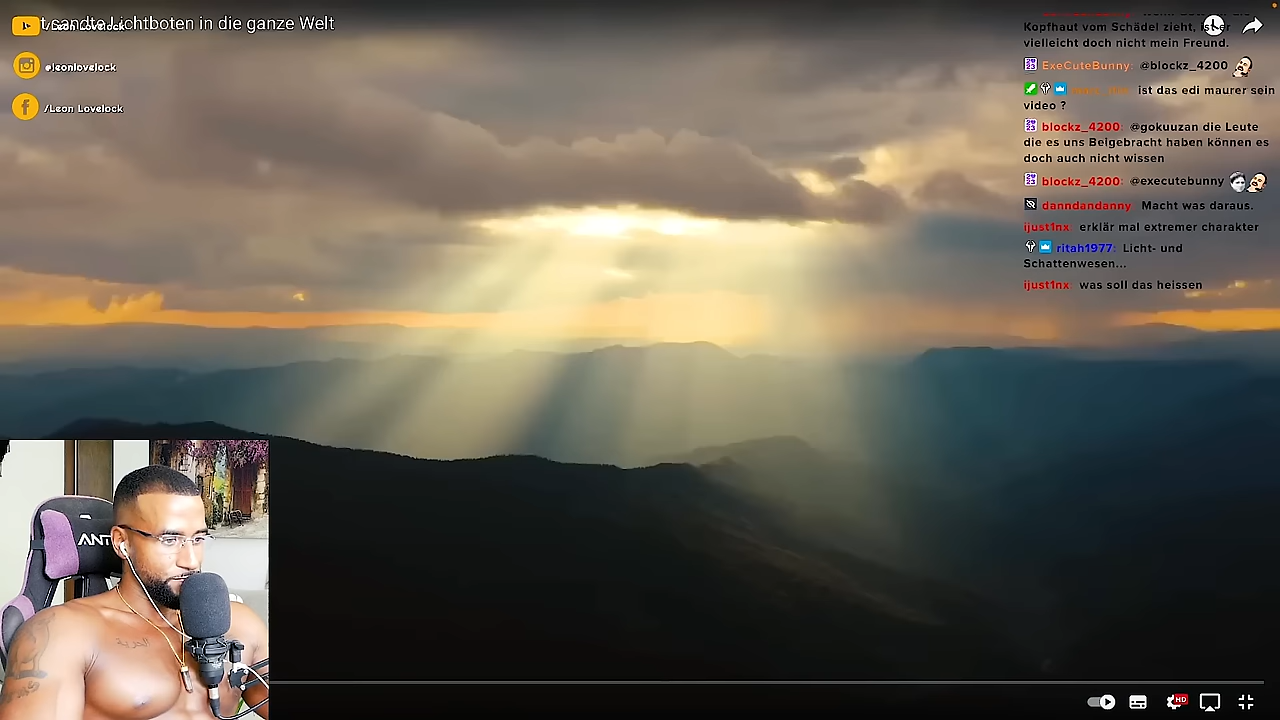 t sandte Lichtboten in die ganze Welt
/Leon Lovelock
@leonlovelock
/Leon Lovelock
Kopfhaut vom Schädel zieht, ist er
vielleicht doch nicht mein Freund.
ExeCuteBunny: @blockz_4200
ist das edi maurer sein
video ?
blockz_4200: @gokuuzan die Leute
die es uns Beigebracht haben können es
doch auch nicht wissen
blockz_4200: @executebunny
danndandanny: Macht was daraus.
ijust1nx: erklär mal extremer charakter
ritah1977: Licht- und
Schattenwesen...
ijust1nx: was soll das heissen
ANT
HD